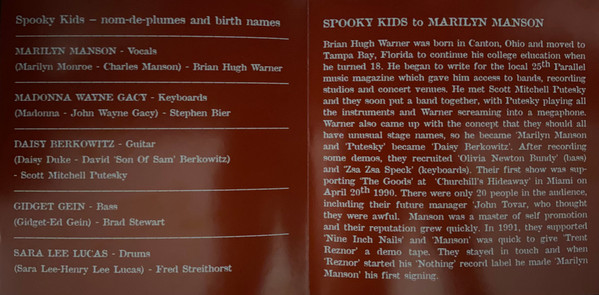 Spooky Kids – nom-de-plumes and birth names
MARILYN MANSON - Vocals
(Marilyn Monroe - Charles Manson) - Brian Hugh Warner
MADONNA WAYNE GACY - Keyboards
(Madonna - John Wayne Gacy) - Stephen Bier
DAISY BERKOWITZ - Guitar
(Daisy Duke - David 'Son Of Sam' Berkowitz)
- Scott Mitchell Putesky
GIDGET GEIN - Bass
(Gidget-Ed Gein) - Brad Stewart
SARA LEE LUCAS - Drums
(Sara Lee-Henry Lee Lucas) - Fred Streithorst
SPOOKY KIDS to MARILYN MANSON
Brian Hugh Warner was born in Canton, Ohio and moved to
Tampa Bay, Florida to continue his college education when
he turned 18. He began to write for the local 25th Parallel
music magazine which gave him access to bands, recording
studios and concert venues. He met Scott Mitchell Putesky
and they soon put a band together, with Putesky playing all
the instruments and Warner screaming into a megaphone.
Warner also came up with the concept that they should all
have unusual stage names, so he became 'Marilyn Manson
and 'Putesky' became 'Daisy Berkowitz'. After recording
some demos, they recruited 'Olivia Newton Bundy' (bass)
and 'Zsa Zsa Speck' (keyboards). Their first show was sup-
porting 'The Goods' at 'Churchill's Hideaway' in Miami on
April 20th 1990. There were only 20 people in the audience,
including their future manager 'John Tovar, who thought
they were awful. Manson was a master of self promotion
and their reputation grew quickly. In 1991, they supported
'Nine Inch Nails' and 'Manson' was quick to give 'Trent
Reznor' a demo tape. They stayed in touch and when
'Reznor' started his 'Nothing' record label he made 'Marilyn
Manson' his first signing.